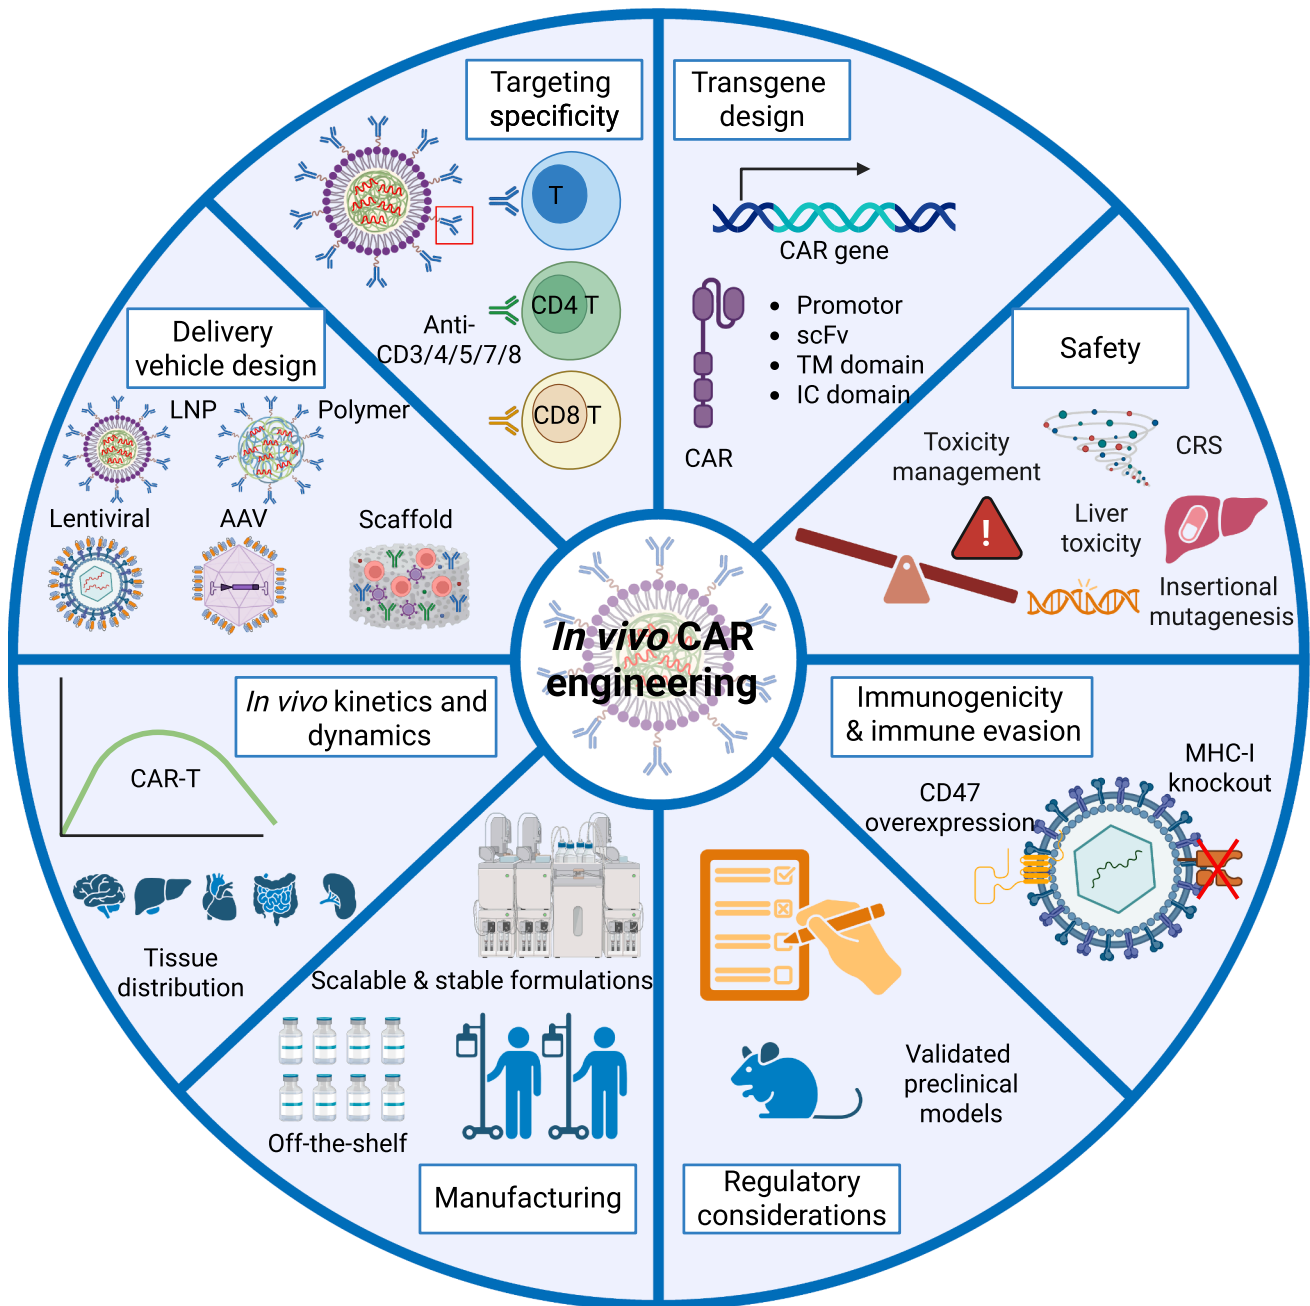 Targeting
specificity
T
CD4 T
Anti-
CD3/4/5/7/8
CD8 T
Transgene
design
CAR gene
CAR
• Promotor
• scFv
• TM domain
• IC domain
Safety
Toxicity
management
CRS
!
Liver
toxicity
Insertional
mutagenesis
Immunogenicity
& immune evasion
MHC-I
knockout
CD47
overexpression
Validated
preclinical
models
Regulatory
considerations
Scalable & stable formulations
Off-the-shelf
Manufacturing
In vivo kinetics and
dynamics
CAR-T
Tissue
distribution
Delivery
vehicle design
LNP
Polymer
Lentiviral
AAV
Scaffold
In vivo CAR
engineering